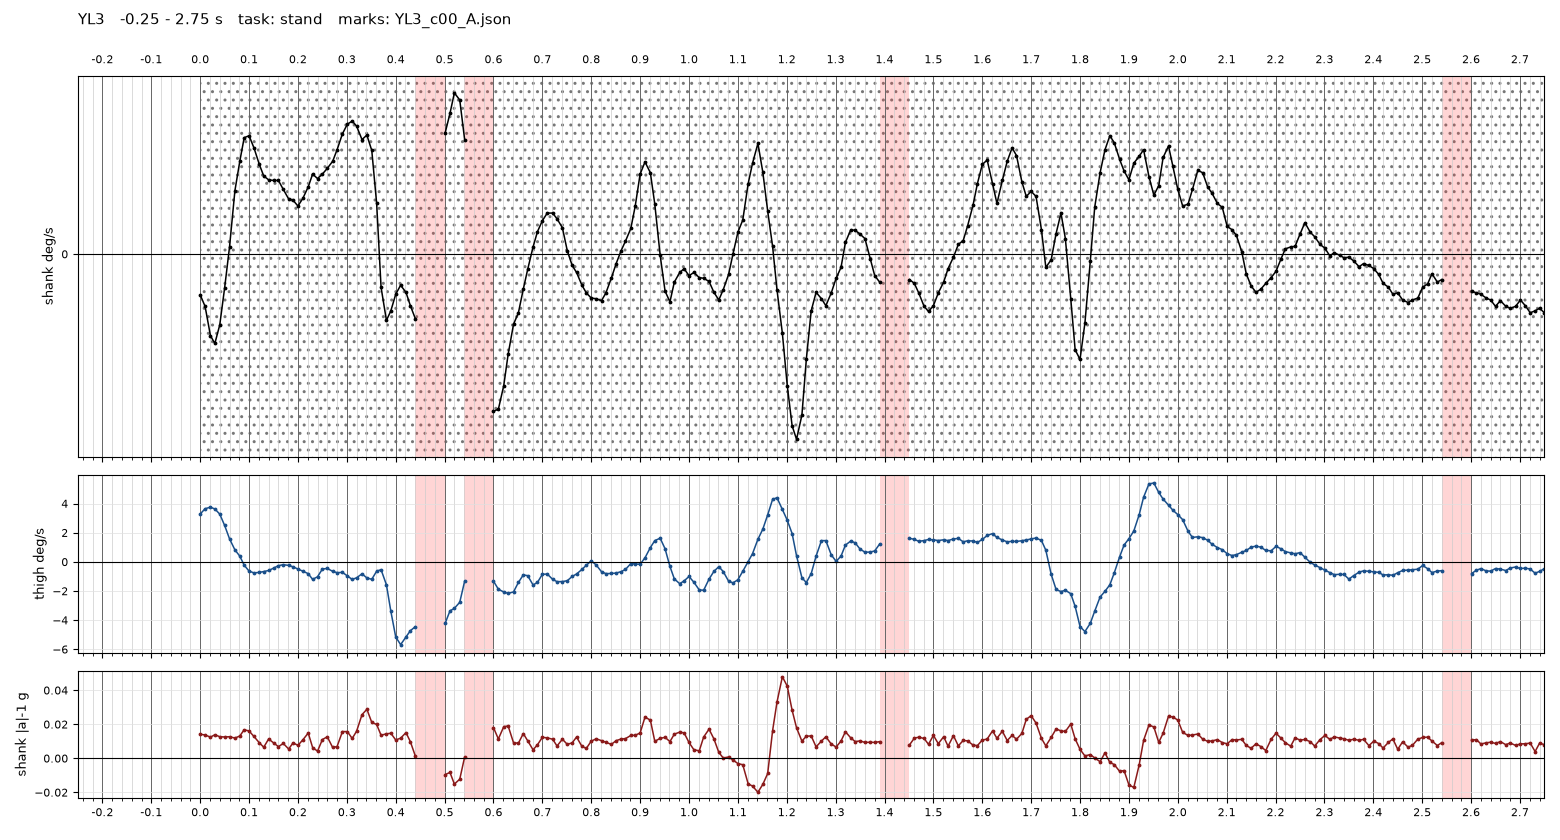 YL3   -0.25 - 2.75 s   task: stand   marks: YL3_c00_A.json
-0.2 -0.1 0.0 0.1 0.2 0.3 0.4 0.5 0.6 0.7 0.8 0.9 1.0 1.1 1.2 1.3 1.4 1.5 1.6 1.7 1.8 1.9 2.0 2.1 2.2 2.3 2.4 2.5 2.6 2.7
shank deg/s
0
thigh deg/s
4
2
0
−2
−4
−6
shank |a|-1 g
0.04
0.02
0.00
−0.02
-0.2 -0.1 0.0 0.1 0.2 0.3 0.4 0.5 0.6 0.7 0.8 0.9 1.0 1.1 1.2 1.3 1.4 1.5 1.6 1.7 1.8 1.9 2.0 2.1 2.2 2.3 2.4 2.5 2.6 2.7